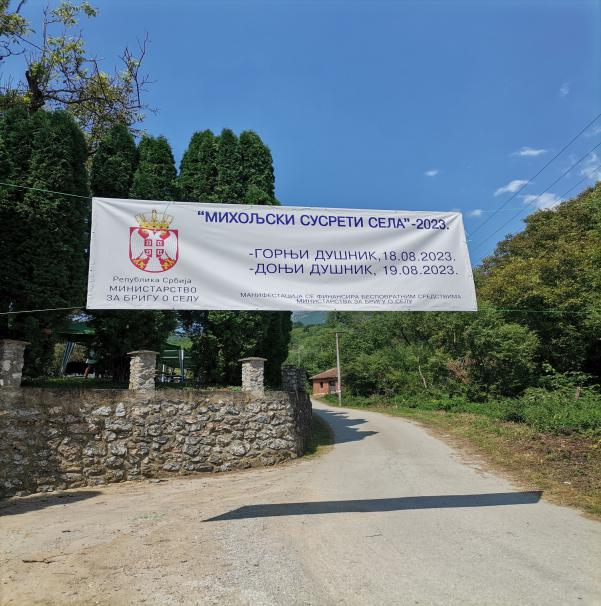 "МИХОЉСКИ СУСРЕТИ СЕЛА"-2023.
-ГОРЊИ ДУШНИК,18.08.2023.
-ДОЊИ ДУШНИК, 19.08.2023.
Република Србија
МИНИСТАРСТВО
ЗА БРИГУ О СЕЛУ
МАНИФЕСТАЦИЈА СЕ ФИНАНСИРА БЕСПОВРАТНИМ СРЕДСТВИМА
МИНИСТАРСТВА ЗА БРИГУ О СЕЛУ